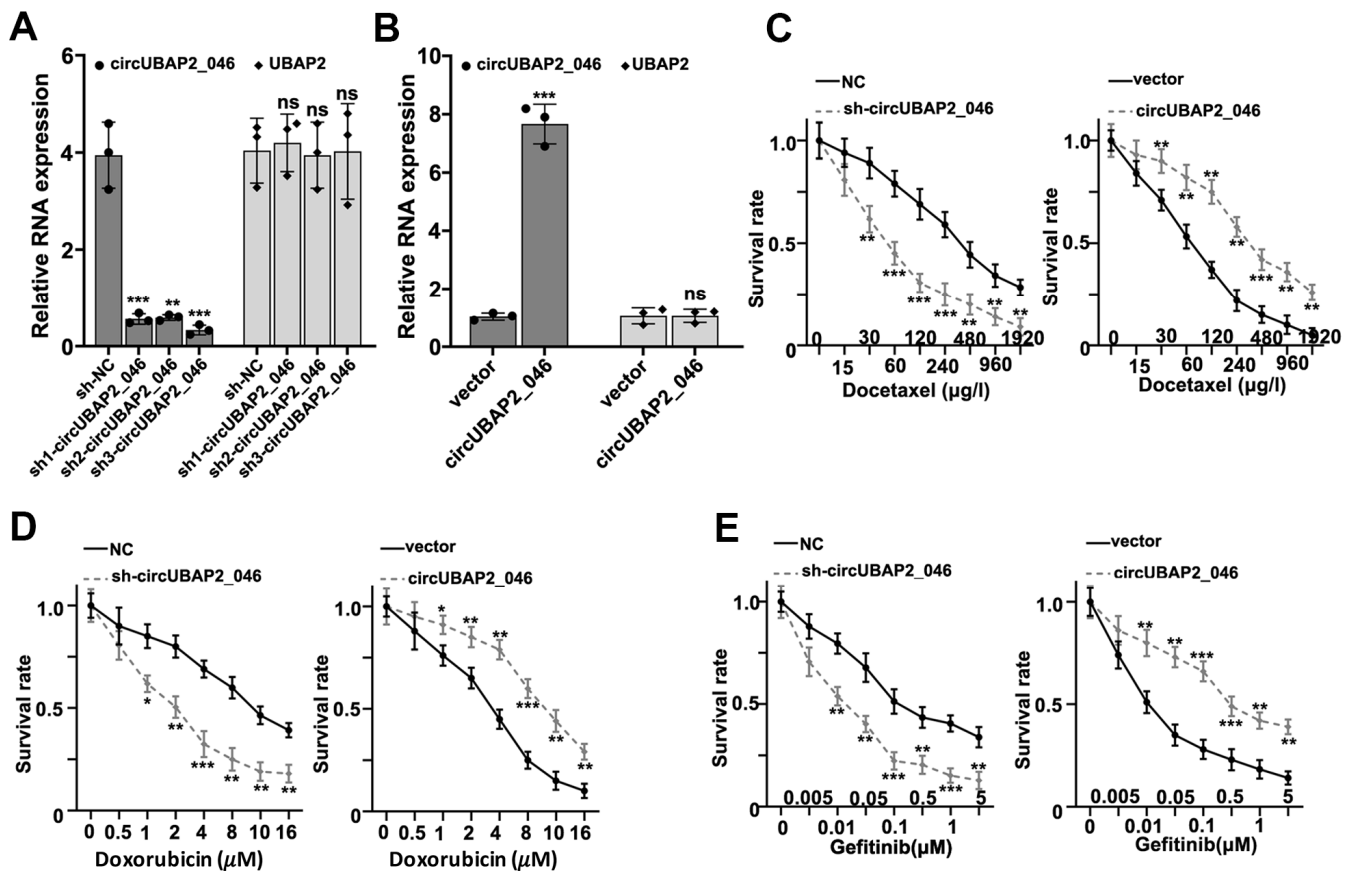 A
Relative RNA expression
6
4
2
0
circUBAP2_046
UBAP2
***
**
***
ns
ns
ns
sh-NC
sh1-circUBAP2_046
sh2-circUBAP2_046
sh3-circUBAP2_046
sh-NC
sh1-circUBAP2_046
sh2-circUBAP2_046
sh3-circUBAP2_046
B
Relative RNA expression
10
8
6
4
2
0
circUBAP2_046
UBAP2
***
ns
vector
circUBAP2_046
vector
circUBAP2_046
C
NC
sh-circUBAP2_046
Survival rate
1.0
0.5
0
** *** *** *** ** ** **
0 30 120 480 1920
15 60 240 960
Docetaxel (µg/l)
vector
circUBAP2_046
Survival rate
1.0
0.5
0
** ** ** ** *** ** **
0 30 120 480 1920
15 60 240 960
Docetaxel (µg/l)
D
NC
sh-circUBAP2_046
Survival rate
1.0
0.5
0
* ** *** ** ** **
0 0.5 1 2 4 8 10 16
Doxorubicin (µM)
vector
circUBAP2_046
Survival rate
1.0
0.5
0
* ** ** *** ** **
0 0.5 1 2 4 8 10 16
Doxorubicin (µM)
E
NC
sh-circUBAP2_046
Survival rate
1.0
0.5
0
** ** *** ** *** **
0.005 0.05 0.5 5
0 0.01 0.1 1
Gefitinib(µM)
vector
circUBAP2_046
Survival rate
1.0
0.5
0
** ** *** *** ** **
0.005 0.05 0.5 5
0 0.01 0.1 1
Gefitinib(µM)